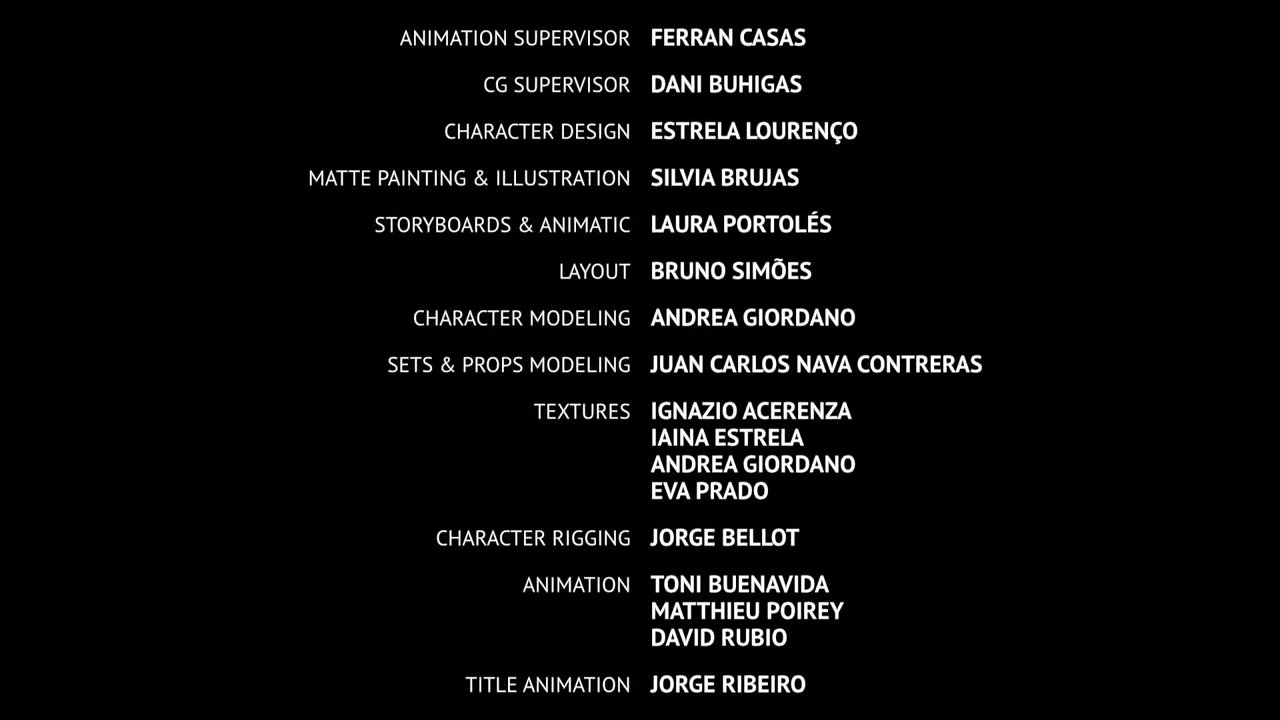 ANIMATION SUPERVISOR FERRAN CASAS
CG SUPERVISOR DANI BUHIGAS
CHARACTER DESIGN ESTRELA LOURENÇO
MATTE PAINTING & ILLUSTRATION SILVIA BRUJAS
STORYBOARDS & ANIMATIC LAURA PORTOLÉS
LAYOUT BRUNO SIMÕES
CHARACTER MODELING ANDREA GIORDANO
SETS & PROPS MODELING JUAN CARLOS NAVA CONTRERAS
TEXTURES IGNAZIO ACERENZA
IAINA ESTRELA
ANDREA GIORDANO
EVA PRADO
CHARACTER RIGGING JORGE BELLOT
ANIMATION TONI BUENAVIDA
MATTHIEU POIREY
DAVID RUBIO
TITLE ANIMATION JORGE RIBEIRO